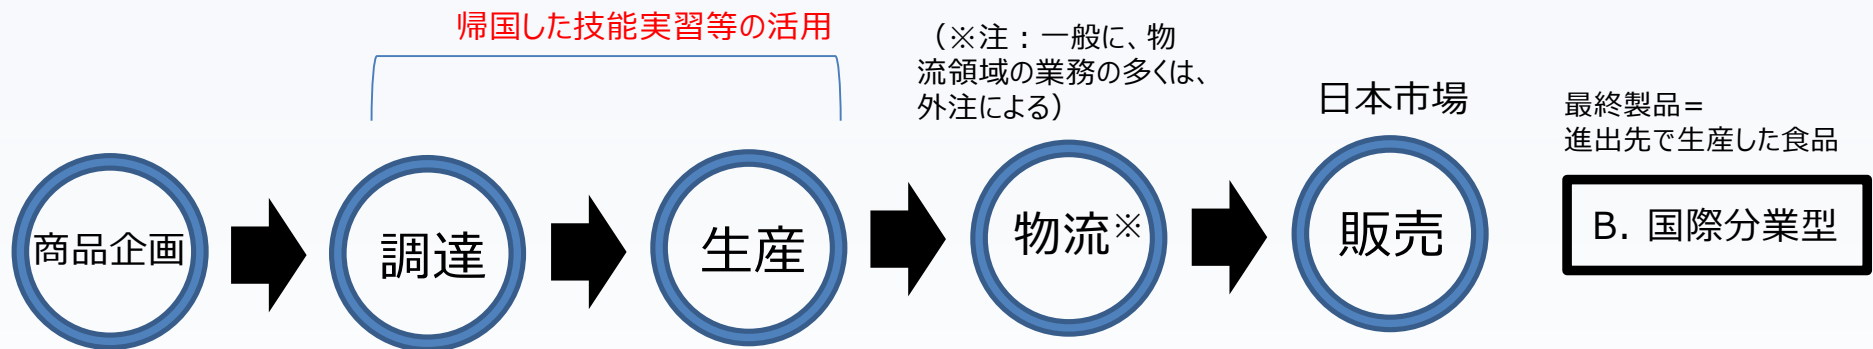 帰国した技能実習等の活用
（※注：一般に、物
流領域の業務の多くは、
外注による）
日本市場
最終製品＝
進出先で生産した食品
商品企画
調達
生産
物流※
販売
B. 国際分業型